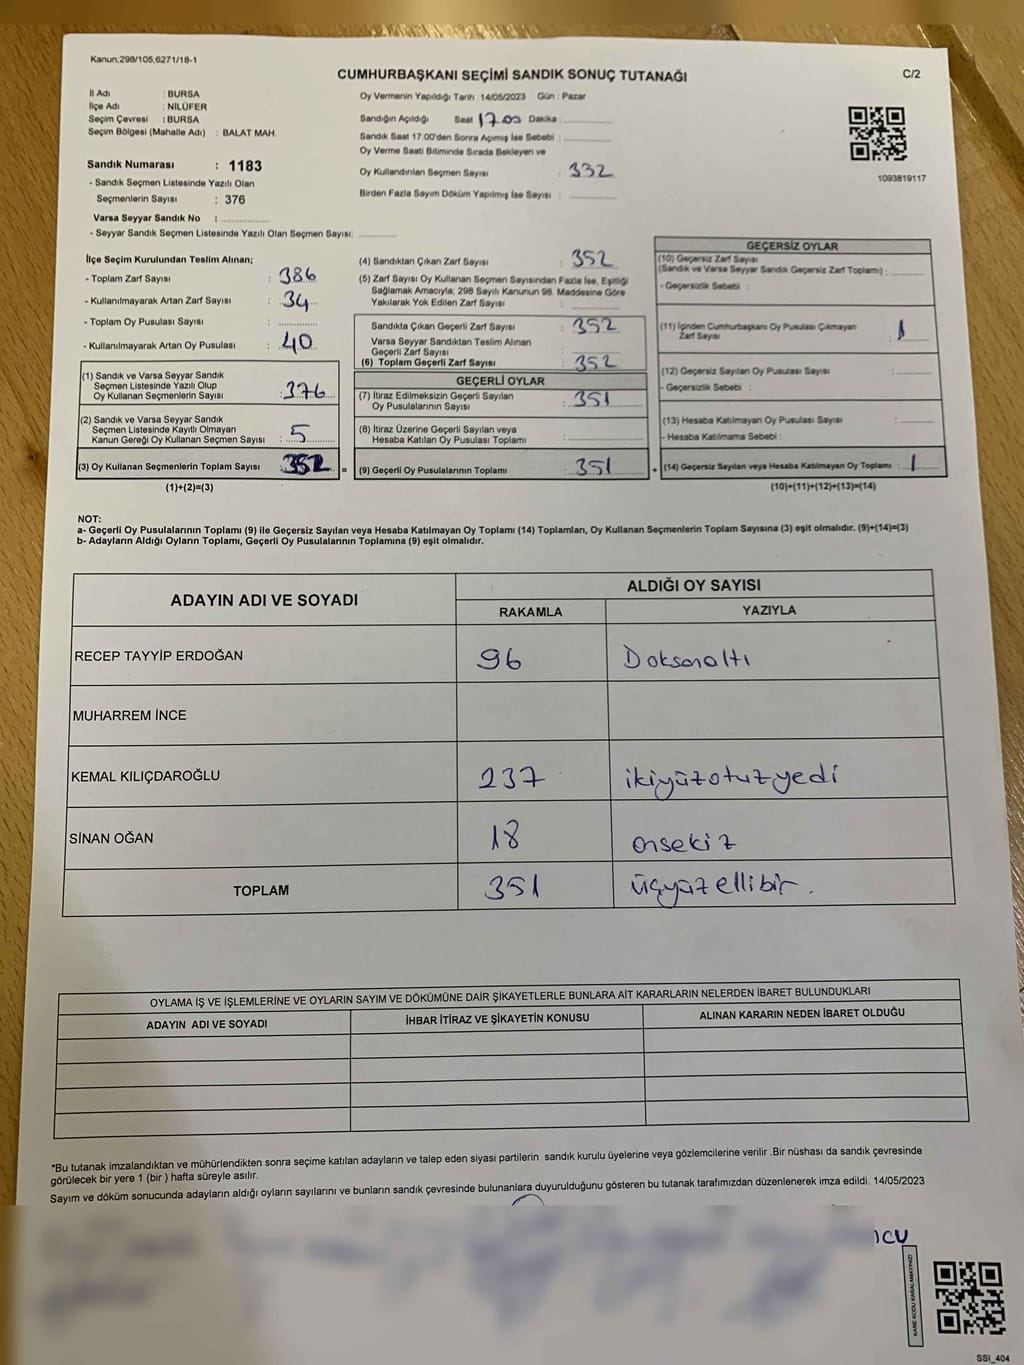 Kanun;298/105,6271/18-1
CUMHURBAŞKANI SEÇİMİ SANDIK SONUÇ TUTANAĞI
C/2
İl Adı : BURSA
İlçe Adı : NİLÜFER
Seçim Çevresi : BURSA
Seçim Bölgesi (Mahalle Adı) : BALAT MAH.
Sandık Numarası : 1183
- Sandık Seçmen Listesinde Yazılı Olan
Seçmenlerin Sayısı : 376
Varsa Seyyar Sandık No :
- Seyyar Sandık Seçmen Listesinde Yazılı Olan Seçmen Sayısı:
Oy Vermenin Yapıldığı Tarih :14/05/2023 Gün : Pazar
Sandığın Açıldığı Saat 17.03 Dakika :
Sandık Saat 17:00'den Sonra Açımış İse Sebebi :
Oy Verme Saati Bitiminde Sırada Bekleyen ve
Oy Kullandırılan Seçmen Sayısı : 332
Birden Fazla Sayım Döküm Yapılmış İse Sayısı :
1093819117
İlçe Seçim Kurulundan Teslim Alınan;
- Toplam Zarf Sayısı : 386
- Kullanılmayarak Artan Zarf Sayısı : 34
- Toplam Oy Pusulası Sayısı :
- Kullanılmayarak Artan Oy Pusulası : 40
(1) Sandık ve Varsa Seyyar Sandık
Seçmen Listesinde Yazılı Olup
Oy Kullanan Seçmenlerin Sayısı : 376
(2) Sandık ve Varsa Seyyar Sandık
Seçmen Listesinde Kayıtlı Olmayan
Kanun Gereği Oy Kullanan Seçmen Sayısı : 5
(3) Oy Kullanan Seçmenlerin Toplam Sayısı : 352 =
(1)+(2)=(3)
(4) Sandıktan Çıkan Zarf Sayısı : 352
(5) Zarf Sayısı Oy Kullanan Seçmen Sayısından Fazla İse, Eşitliği
Sağlamak Amacıyla, 298 Sayılı Kanunun 98. Maddesine Göre
Yakılarak Yok Edilen Zarf Sayısı :
Sandıkta Çıkan Geçerli Zarf Sayısı : 352
Varsa Seyyar Sandıktan Teslim Alınan
Geçerli Zarf Sayısı :
(6) Toplam Geçerli Zarf Sayısı : 352
GEÇERLİ OYLAR
(7) İtiraz Edilmeksizin Geçerli Sayılan
Oy Pusulalarının Sayısı : 351
(8) İtiraz Üzerine Geçerli Sayılan veya
Hesaba Katılan Oy Pusulası Toplamı :
(9) Geçerli Oy Pusulalarının Toplamı : 351 +
GEÇERSİZ OYLAR
(10) Geçersiz Zarf Sayısı
(Sandık ve Varsa Seyyar Sandık Geçersiz Zarf Toplamı) :
- Geçersizlik Sebebi :
(11) İçinden Cumhurbaşkanı Oy Pusulası Çıkmayan
Zarf Sayısı : 1
(12) Geçersiz Sayılan Oy Pusulası Sayısı :
- Geçersizlik Sebebi :
(13) Hesaba Katılmayan Oy Pusulası Sayısı :
- Hesaba Katılmama Sebebi :
(14) Geçersiz Sayılan veya Hesaba Katılmayan Oy Toplamı : 1
(10)+(11)+(12)+(13)=(14)
NOT:
a- Geçerli Oy Pusulalarının Toplamı (9) ile Geçersiz Sayılan veya Hesaba Katılmayan Oy Toplamı (14) Toplamları, Oy Kullanan Seçmenlerin Toplam Sayısına (3) eşit olmalıdır. (9)+(14)=(3)
b- Adayların Aldığı Oyların Toplamı, Geçerli Oy Pusulalarının Toplamına (9) eşit olmalıdır.
ADAYIN ADI VE SOYADI
ALDIĞI OY SAYISI
RAKAMLA YAZIYLA
RECEP TAYYİP ERDOĞAN 96 Doksanaltı
MUHARREM İNCE
KEMAL KILIÇDAROĞLU 237 ikiyüzotuzyedi
SİNAN OĞAN 18 onsekiz
TOPLAM 351 üçyüzellibir.
OYLAMA İŞ VE İŞLEMLERİNE VE OYLARIN SAYIM VE DÖKÜMÜNE DAİR ŞİKAYETLERLE BUNLARA AİT KARARLARIN NELERDEN İBARET BULUNDUKLARI
ADAYIN ADI VE SOYADI İHBAR İTİRAZ VE ŞİKAYETİN KONUSU ALINAN KARARIN NEDEN İBARET OLDUĞU
*Bu tutanak imzalandıktan ve mühürlendikten sonra seçime katılan adayların ve talep eden siyasi partilerin sandık kurulu üyelerine veya gözlemcilerine verilir .Bir nüshası da sandık çevresinde
görülecek bir yere 1 (bir ) hafta süreyle asılır.
Sayım ve döküm sonucunda adayların aldığı oyların sayılarını ve bunların sandık çevresinde bulunanlara duyurulduğunu gösteren bu tutanak tarafımızdan düzenlenerek imza edildi. 14/05/2023
KARE KODU KARALAMAYINIZ!
SSI_404